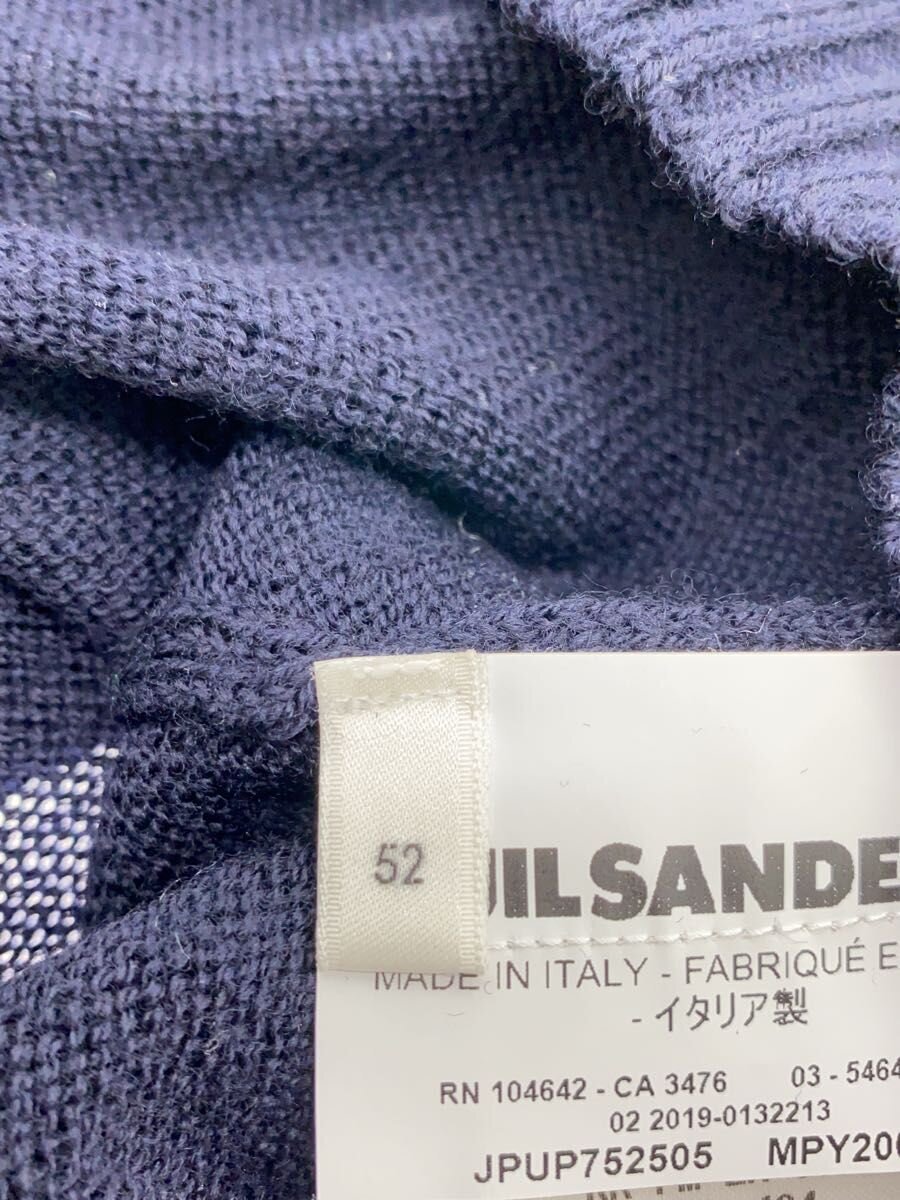 52
JILSANDE
MADE IN ITALY - FABRIQUÉ E
- イタリア製
RN 104642 - CA 3476 03 - 5464
02 2019-0132213
JPUP752505 MPY200